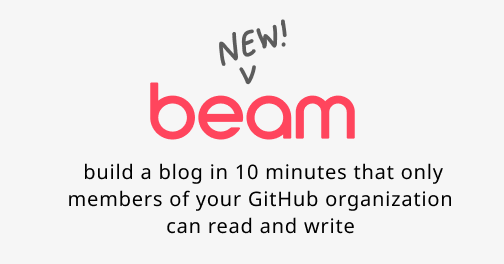 NEW!
beam
build a blog in 10 minutes that only
members of your GitHub organization
can read and write